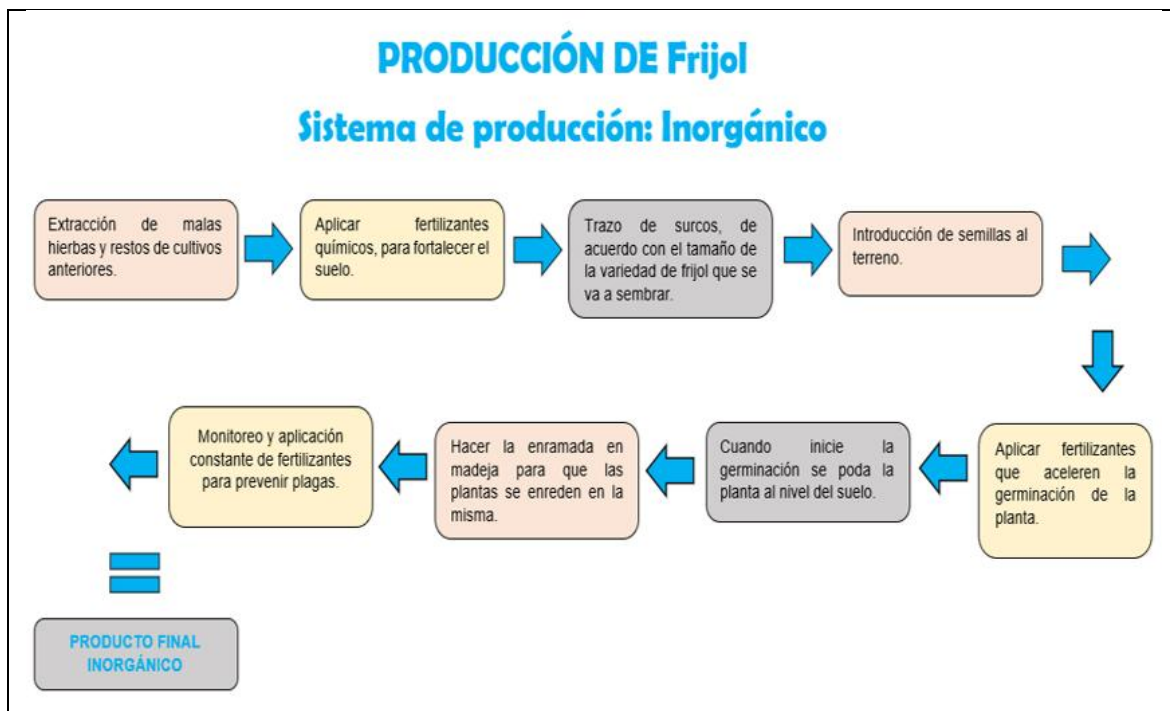 PRODUCCIÓN DE Frijol
Sistema de producción: Inorgánico
Extracción de malas
hierbas y restos de cultivos
anteriores.
Aplicar fertilizantes
químicos, para fortalecer el
suelo.
Trazo de surcos, de
acuerdo con el tamaño de
la variedad de frijol que se
va a sembrar.
Introducción de semillas al
terreno.
Aplicar fertilizantes
que aceleren la
germinación de la
planta.
Cuando inicie la
germinación se poda la
planta al nivel del suelo.
Hacer la enramada en
madeja para que las
plantas se enreden en la
misma.
Monitoreo y aplicación
constante de fertilizantes
para prevenir plagas.
PRODUCTO FINAL
INORGÁNICO